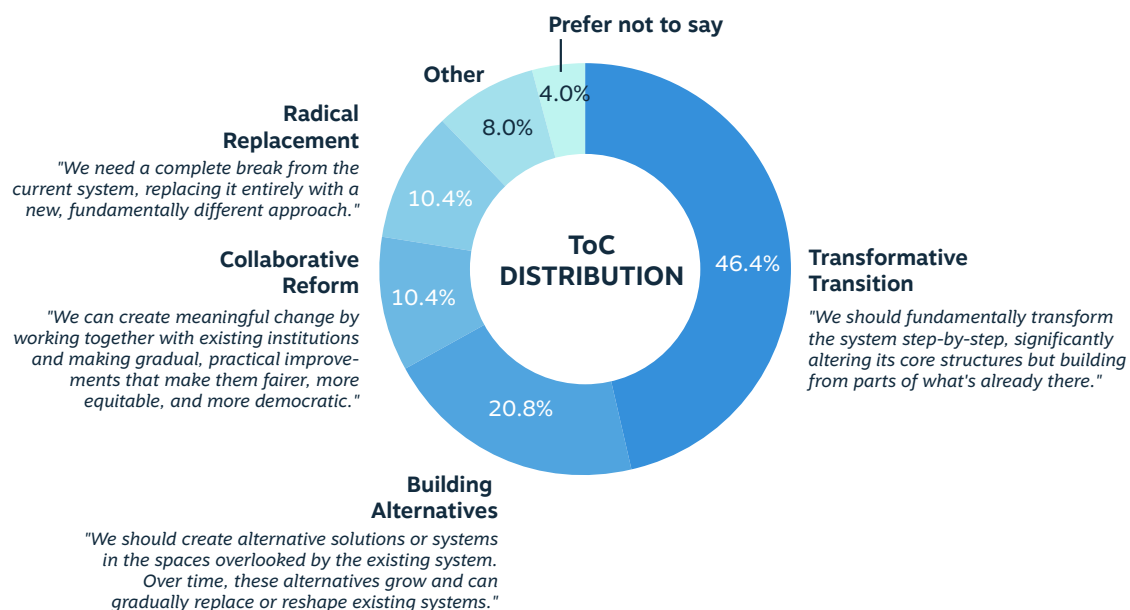 Prefer not to say
4.0%
Other
8.0%
Radical
Replacement
"We need a complete break from the
current system, replacing it entirely with a
new, fundamentally different approach."
10.4%
Collaborative
Reform
"We can create meaningful change by
working together with existing institutions
and making gradual, practical improve-
ments that make them fairer, more
equitable, and more democratic."
10.4%
ToC
DISTRIBUTION
46.4%
Transformative
Transition
"We should fundamentally transform
the system step-by-step, significantly
altering its core structures but building
from parts of what's already there."
20.8%
Building
Alternatives
"We should create alternative solutions or systems
in the spaces overlooked by the existing system.
Over time, these alternatives grow and can
gradually replace or reshape existing systems."